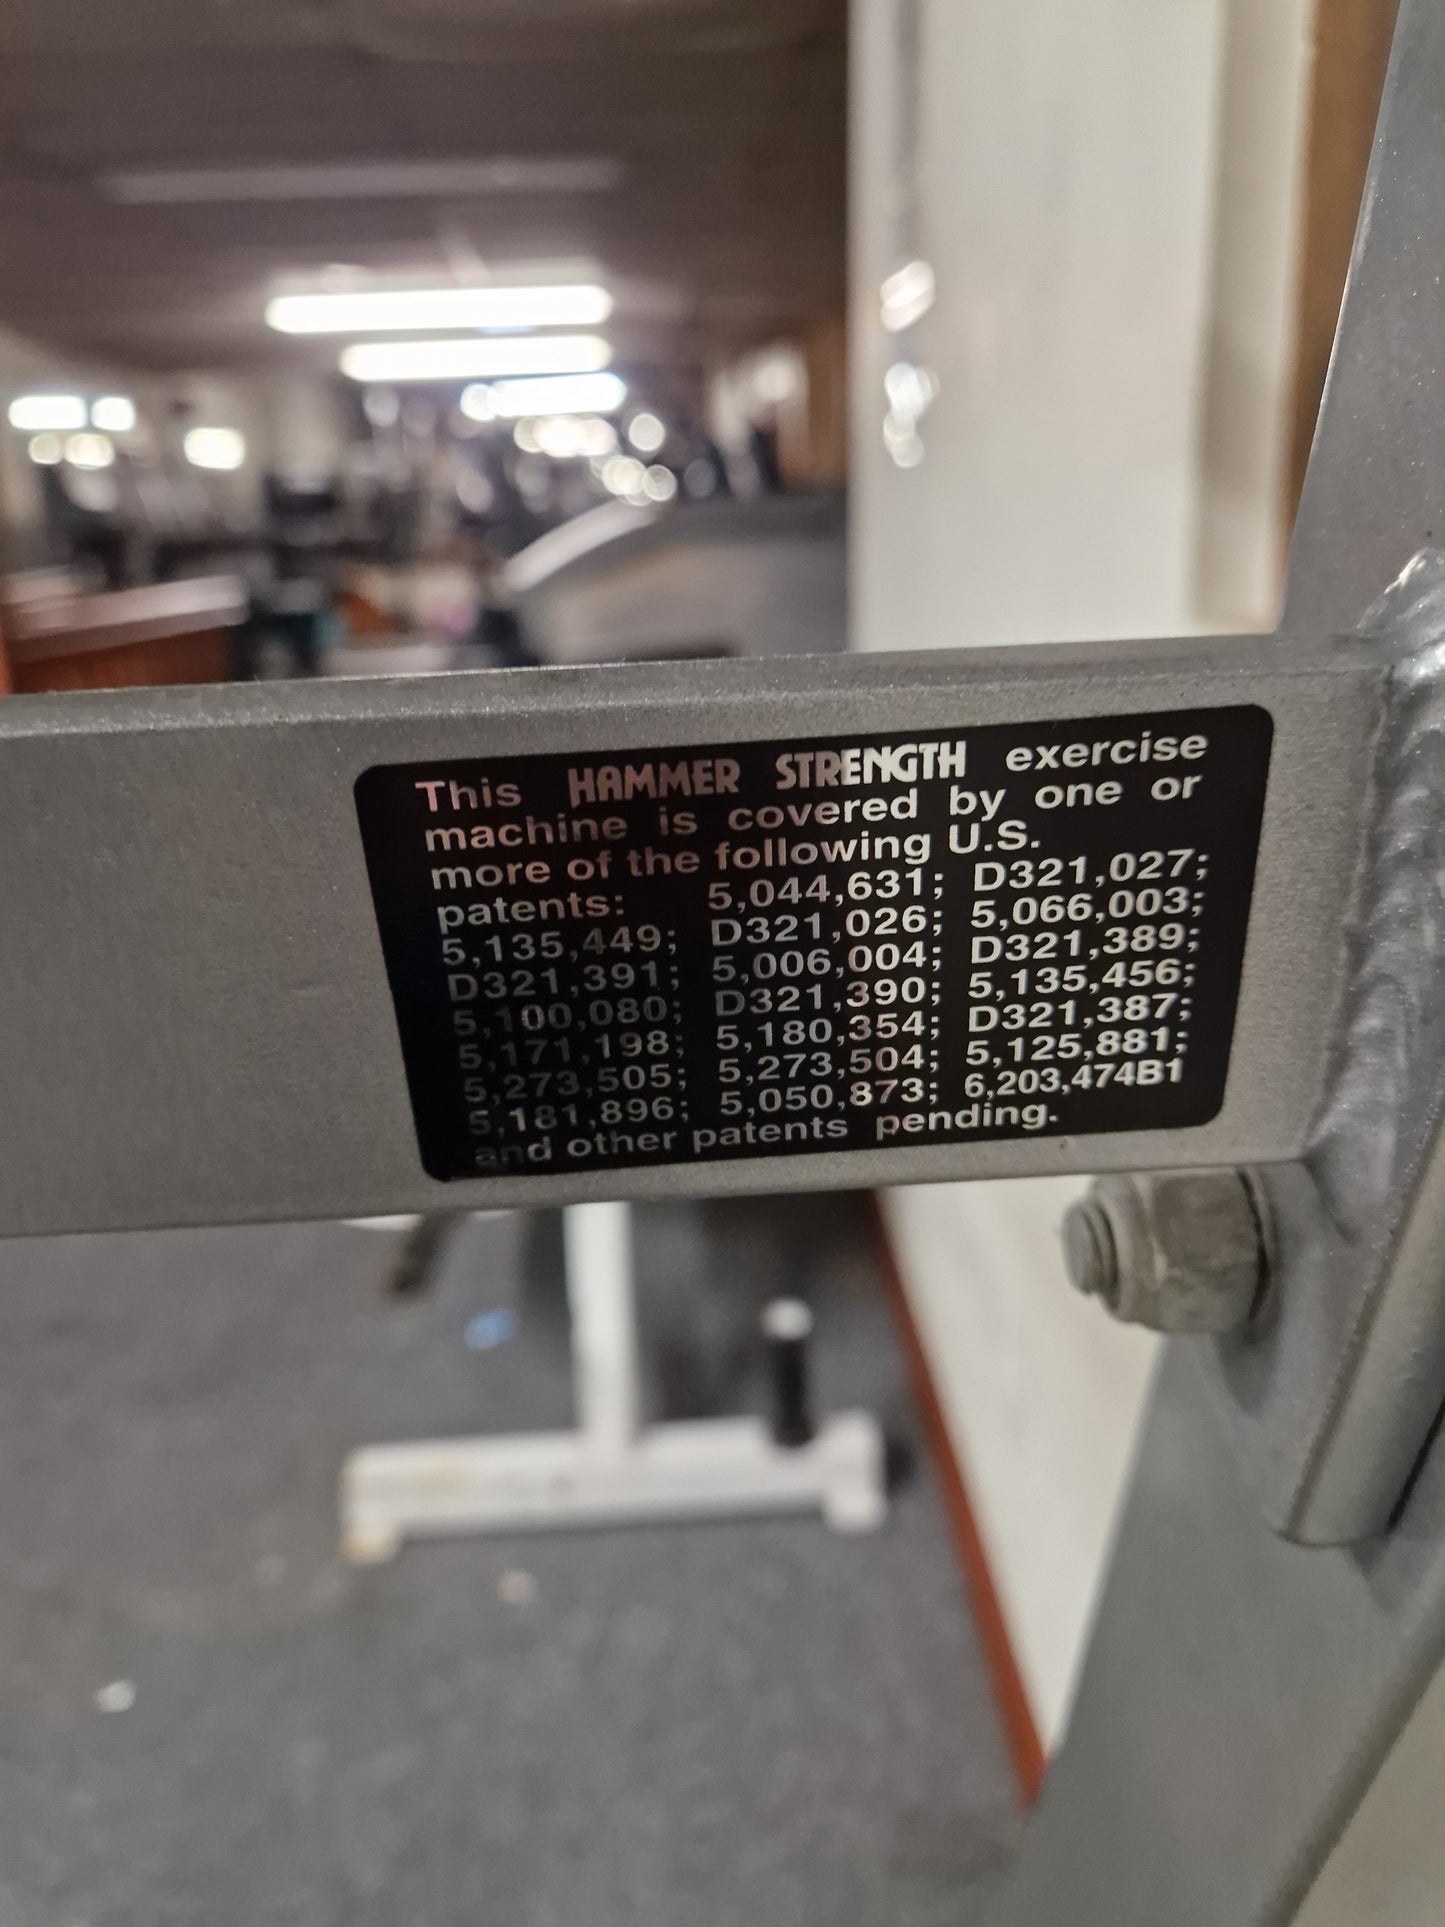 This HAMMER STRENGTH exercise
machine is covered by one or
more of the following U.S.
patents: 5,044,631; D321,027;
5,135,449; D321,026; 5,066,003;
D321,391; 5,006,004; D321,389;
5,100,080; D321,390; 5,135,456;
5,171,198; 5,180,354; D321,387;
5,273,505; 5,273,504; 5,125,881;
5,181,896; 5,050,873; 6,203,474B1
and other patents pending.